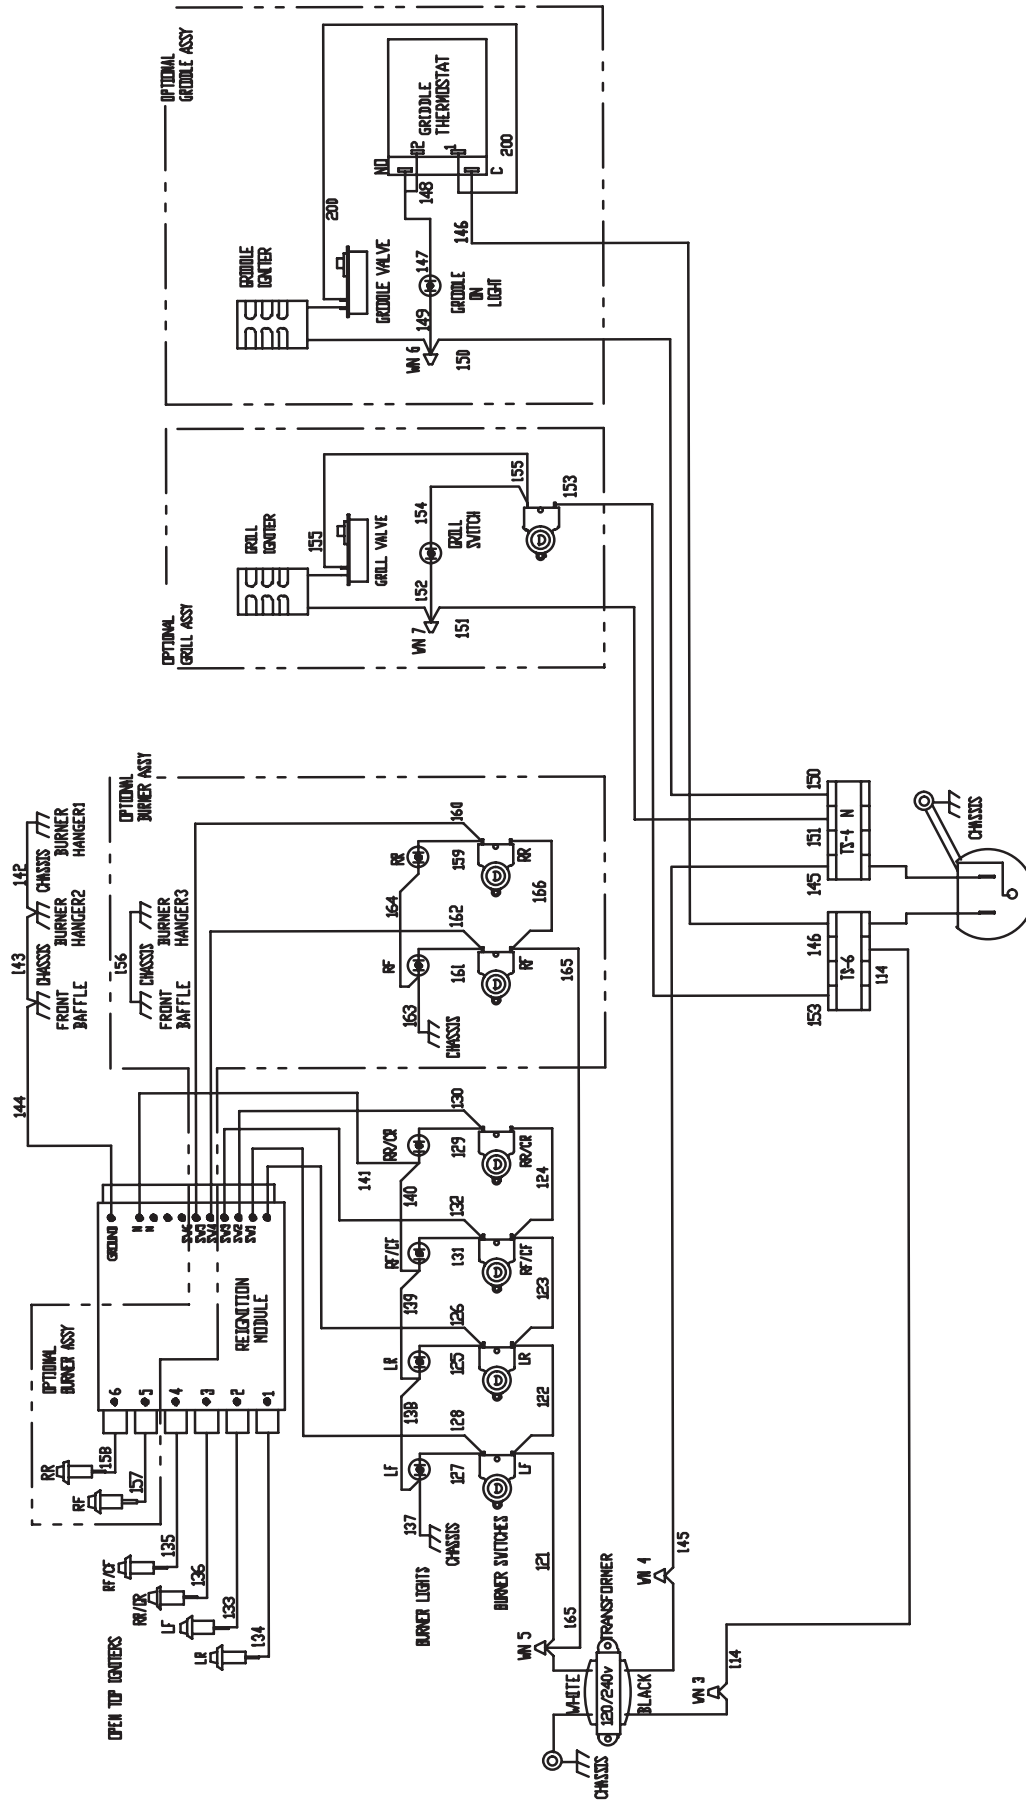 OPTIONAL
GRIDDLE ASSY
GRIDDLE
IGNITER
200
GRIDDLE VALVE
NO
02
GRIDDLE
THERMOSTAT
1
C
200
148
146
147
149
GRIDDLE
ON
LIGHT
WN 6
150
OPTIONAL
GRILL ASSY
GRILL
IGNITER
155
GRILL VALVE
154
152
GRILL
SWITCH
155
153
WN 7
151
142
143
144
CHASSIS
BURNER
HANGER1
CHASSIS
BURNER
HANGER2
FRONT
BAFFLE
OPTIONAL
BURNER ASSY
156
CHASSIS
BURNER
HANGER3
FRONT
BAFFLE
RR
160
159
RR
164
162
166
RF
161
RF
165
163
CHASSIS
GROUND
N
N
SW6
SW5
SW4
SW3
SW2
SW1
REIGNITION
MODULE
6
5
4
3
2
1
OPTIONAL
BURNER ASSY
RR
158
RF
157
RF/CF
135
RR/CR
136
LF
133
LR
134
OPEN TOP IGNITERS
141
130
RR/CR
129
RR/CR
140
132
124
RF/CF
131
RF/CF
139
126
123
LR
125
LR
138
128
122
LF
127
LF
137
CHASSIS
121
BURNER LIGHTS
BURNER SWITCHES
WN 5
165
WHITE
120/240v
TRANSFORMER
BLACK
CHASSIS
WN 4
145
WN 3
114
150
151
145
TS-4 N
146
153
TS-6
114
CHASSIS